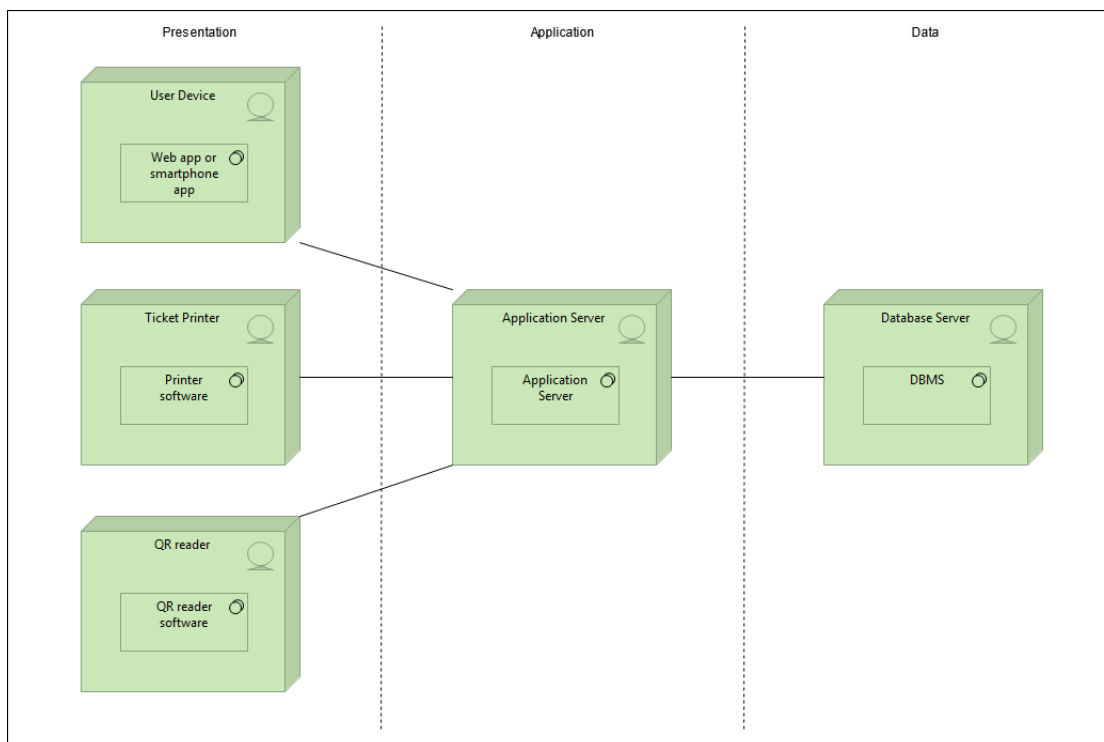 Presentation
Application
Data
User Device
Web app or
smartphone
app
Ticket Printer
Printer
software
Application Server
Application
Server
Database Server
DBMS
QR reader
QR reader
software